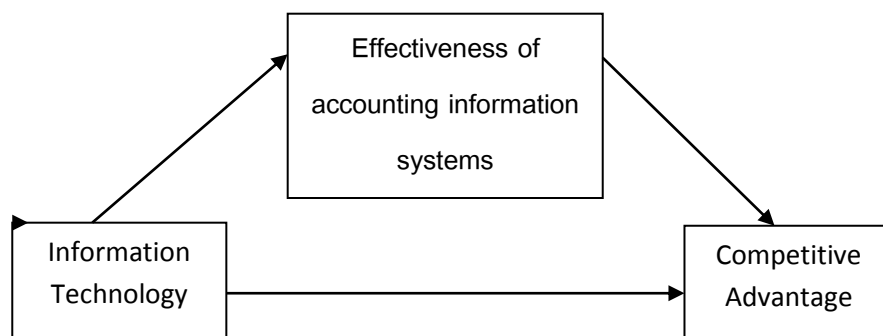 Effectiveness of
accounting information
systems
Information
Technology
Competitive
Advantage